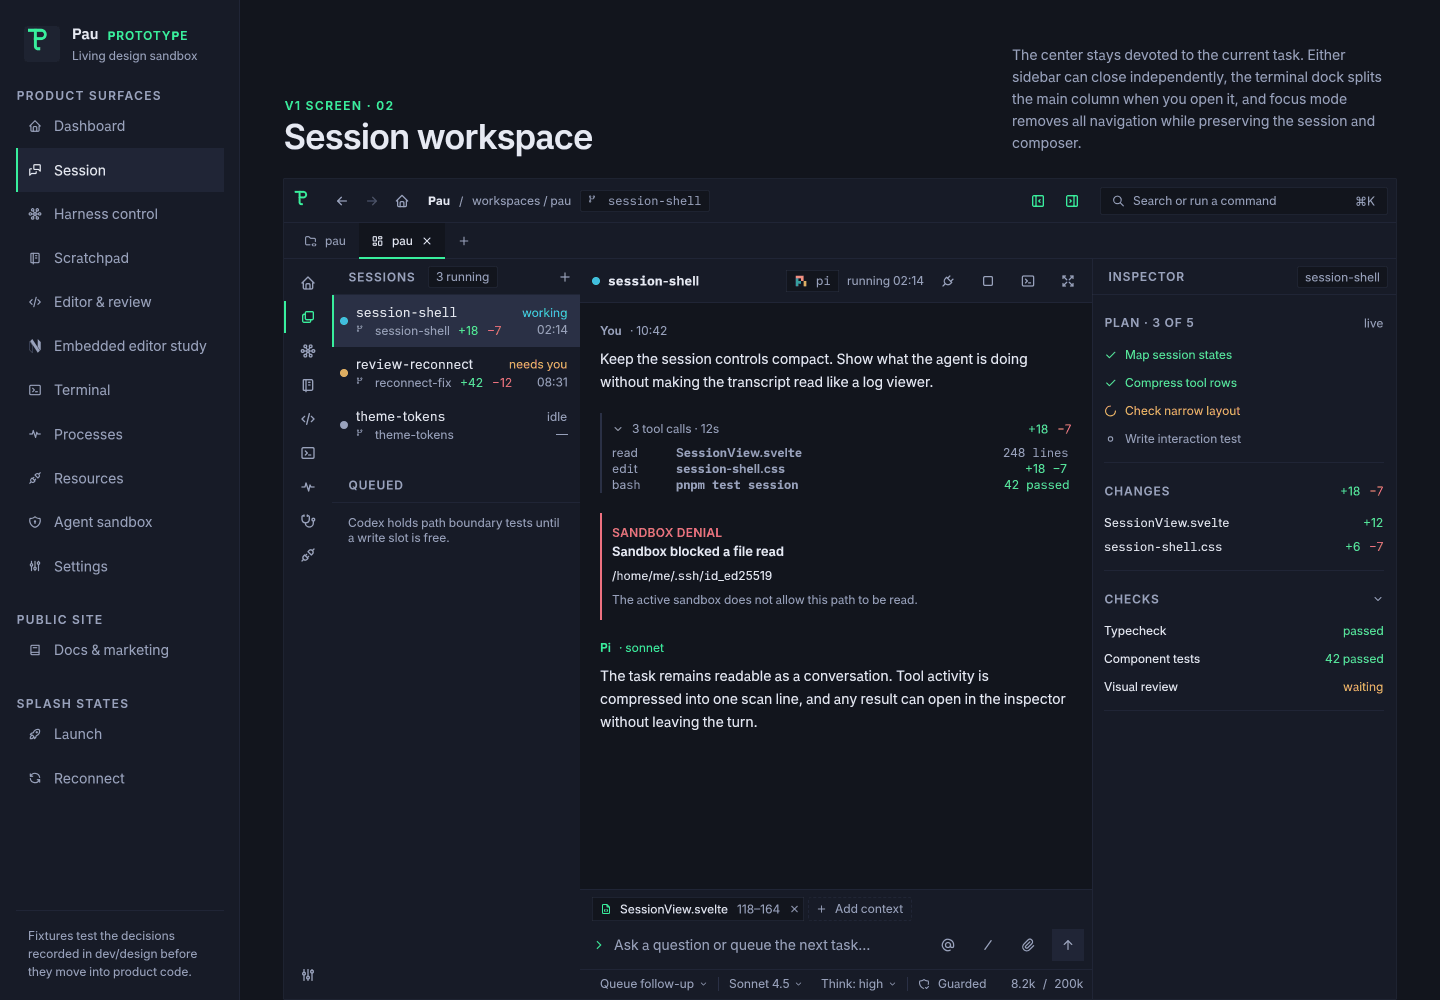 Pau PROTOTYPE
Living design sandbox
PRODUCT SURFACES
Dashboard
Session
Harness control
Scratchpad
Editor & review
Embedded editor study
Terminal
Processes
Resources
Agent sandbox
Settings
PUBLIC SITE
Docs & marketing
SPLASH STATES
Launch
Reconnect
Fixtures test the decisions
recorded in dev/design before
they move into product code.
V1 SCREEN · 02
Session workspace
The center stays devoted to the current task. Either
sidebar can close independently, the terminal dock splits
the main column when you open it, and focus mode
removes all navigation while preserving the session and
composer.
Pau / workspaces / pau session-shell
Search or run a command ⌘K
pau
pau
SESSIONS 3 running
session-shell working
session-shell +18 −7 02:14
review-reconnect needs you
reconnect-fix +42 −12 08:31
theme-tokens idle
theme-tokens —
QUEUED
Codex holds path boundary tests until
a write slot is free.
session-shell pi running 02:14
You · 10:42
Keep the session controls compact. Show what the agent is doing
without making the transcript read like a log viewer.
3 tool calls · 12s +18 −7
read SessionView.svelte 248 lines
edit session-shell.css +18 −7
bash pnpm test session 42 passed
SANDBOX DENIAL
Sandbox blocked a file read
/home/me/.ssh/id_ed25519
The active sandbox does not allow this path to be read.
Pi · sonnet
The task remains readable as a conversation. Tool activity is
compressed into one scan line, and any result can open in the inspector
without leaving the turn.
SessionView.svelte 118–164 × + Add context
Ask a question or queue the next task...
Queue follow-up Sonnet 4.5 Think: high Guarded 8.2k / 200k
INSPECTOR session-shell
PLAN · 3 OF 5 live
Map session states
Compress tool rows
Check narrow layout
Write interaction test
CHANGES +18 −7
SessionView.svelte +12
session-shell.css +6 −7
CHECKS
Typecheck passed
Component tests 42 passed
Visual review waiting